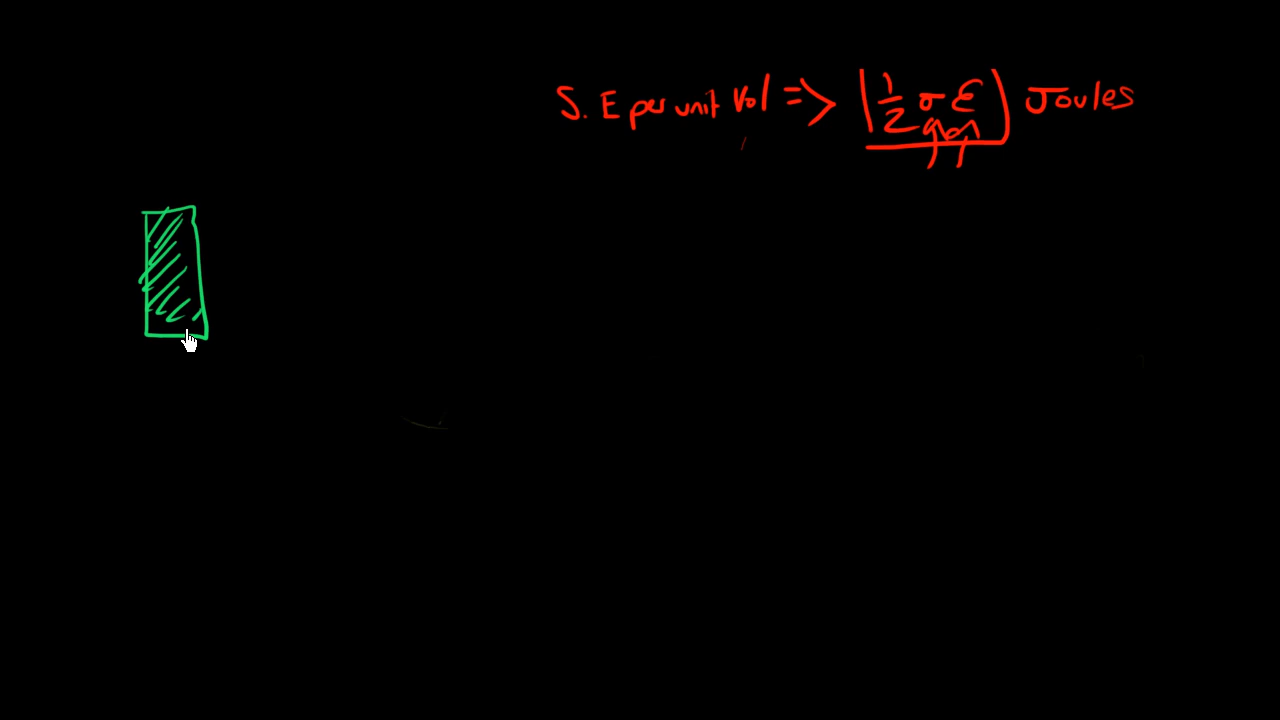 S. E per unit Vol => (1/2 σ ε) Joules